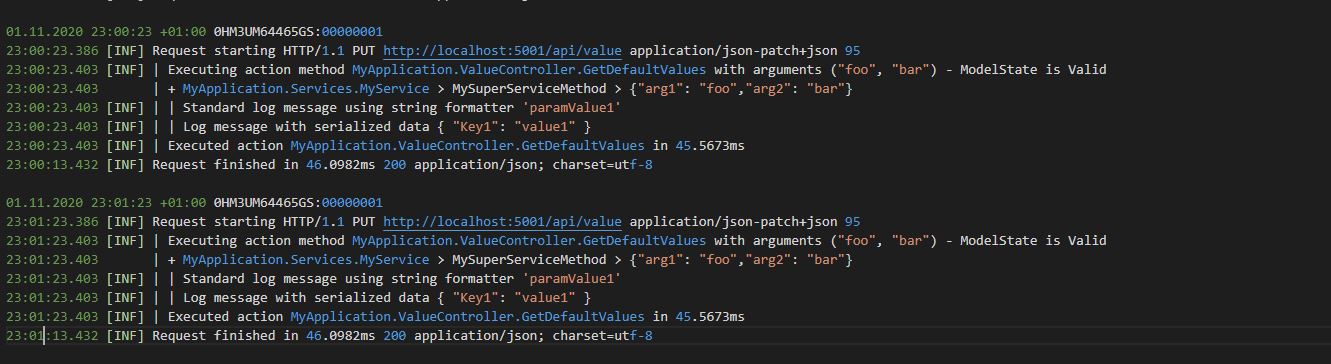 01.11.2020 23:00:23 +01:00 0HM3UM64465GS:00000001
23:00:23.386 [INF] Request starting HTTP/1.1 PUT http://localhost:5001/api/value application/json-patch+json 95
23:00:23.403 [INF] | Executing action method MyApplication.ValueController.GetDefaultValues with arguments ("foo", "bar") - ModelState is Valid
23:00:23.403       | + MyApplication.Services.MyService > MySuperServiceMethod > {"arg1": "foo","arg2": "bar"}
23:00:23.403 [INF] | | Standard log message using string formatter 'paramValue1'
23:00:23.403 [INF] | | Log message with serialized data { "Key1": "value1" }
23:00:23.403 [INF] | Executed action MyApplication.ValueController.GetDefaultValues in 45.5673ms
23:00:13.432 [INF] Request finished in 46.0982ms 200 application/json; charset=utf-8
01.11.2020 23:01:23 +01:00 0HM3UM64465GS:00000001
23:01:23.386 [INF] Request starting HTTP/1.1 PUT http://localhost:5001/api/value application/json-patch+json 95
23:01:23.403 [INF] | Executing action method MyApplication.ValueController.GetDefaultValues with arguments ("foo", "bar") - ModelState is Valid
23:01:23.403       | + MyApplication.Services.MyService > MySuperServiceMethod > {"arg1": "foo","arg2": "bar"}
23:01:23.403 [INF] | | Standard log message using string formatter 'paramValue1'
23:01:23.403 [INF] | | Log message with serialized data { "Key1": "value1" }
23:01:23.403 [INF] | Executed action MyApplication.ValueController.GetDefaultValues in 45.5673ms
23:01:13.432 [INF] Request finished in 46.0982ms 200 application/json; charset=utf-8